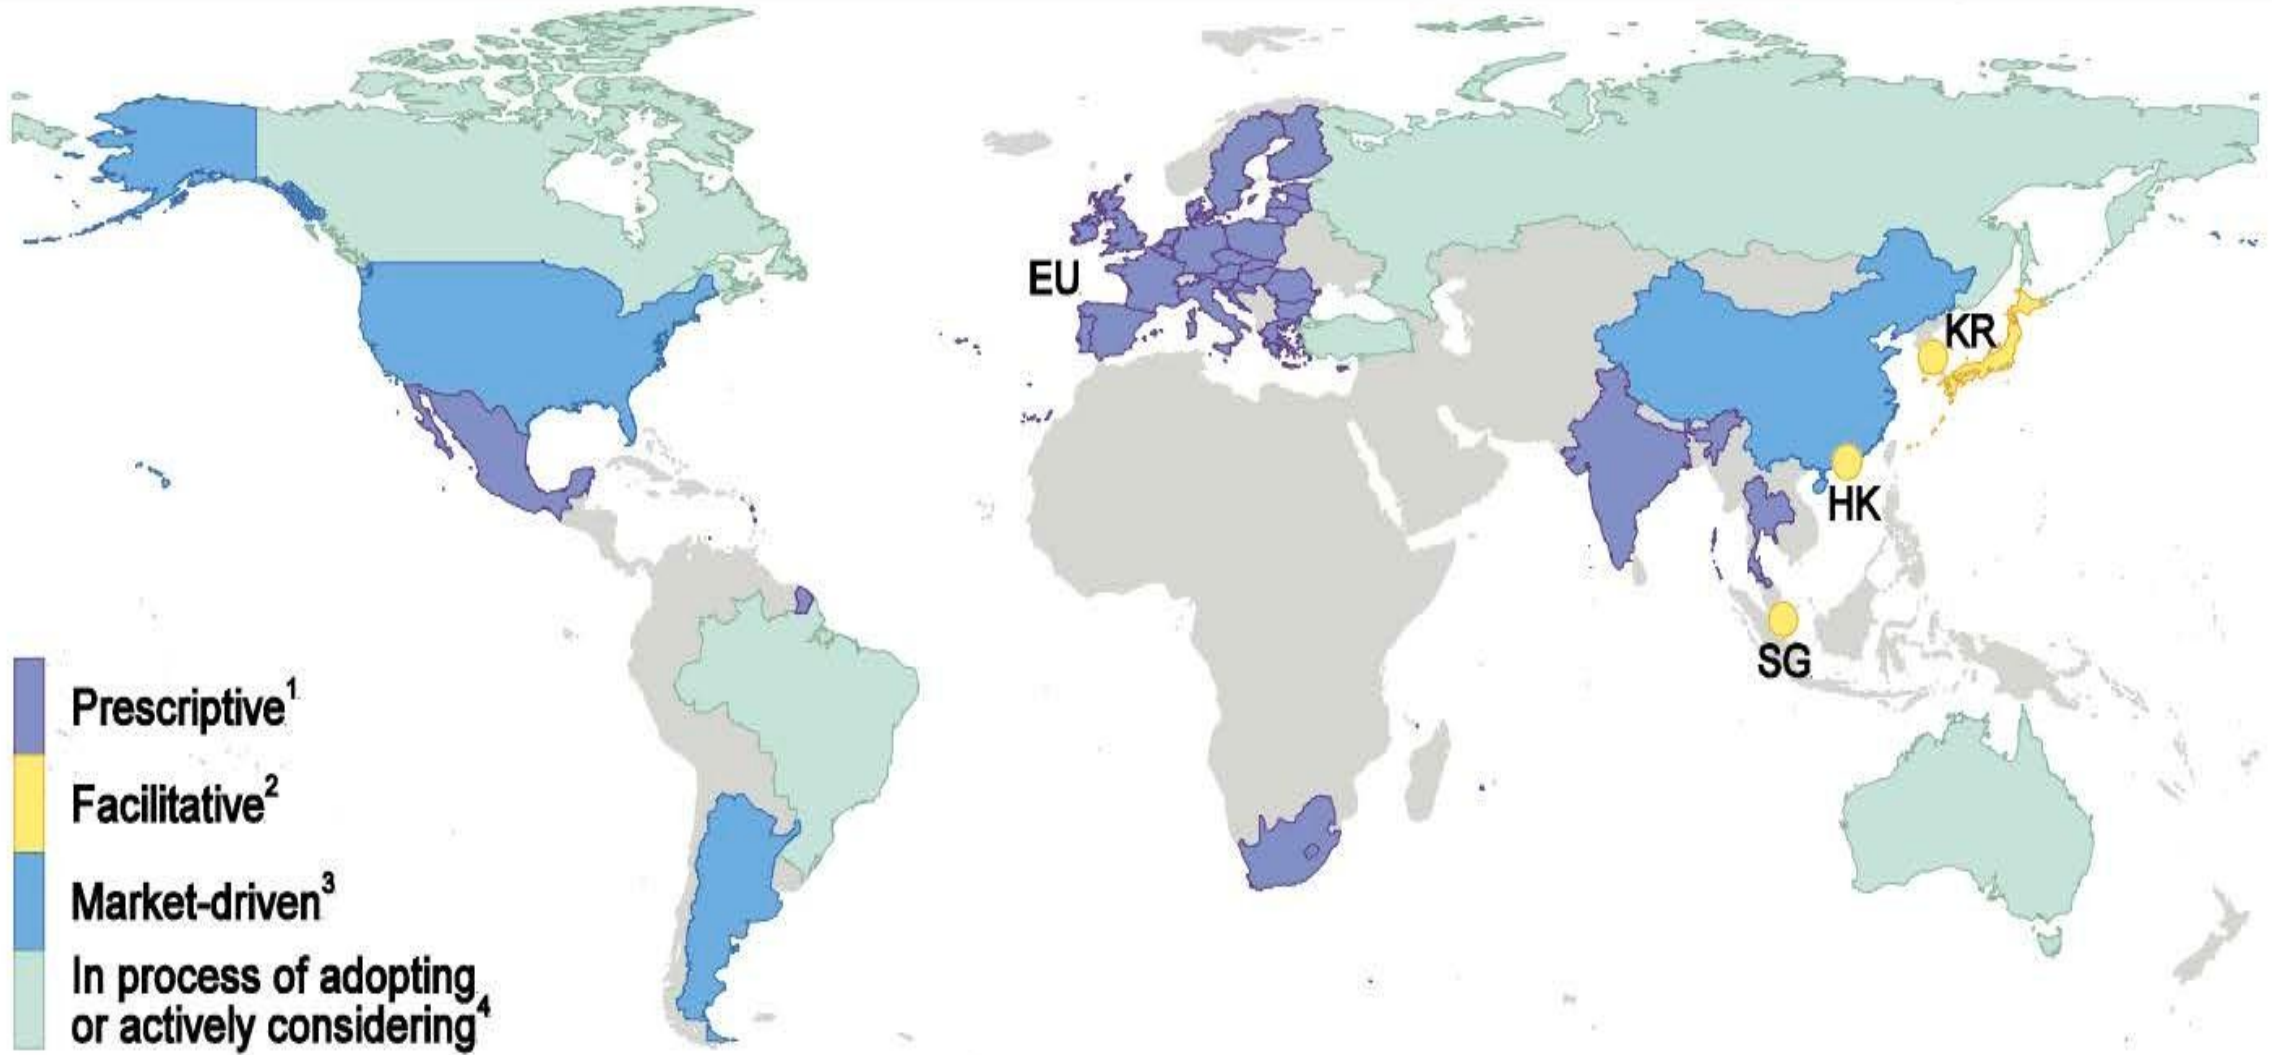 EU
KR
HK
SG
Prescriptive¹
Facilitative²
Market-driven³
In process of adopting
or actively considering⁴